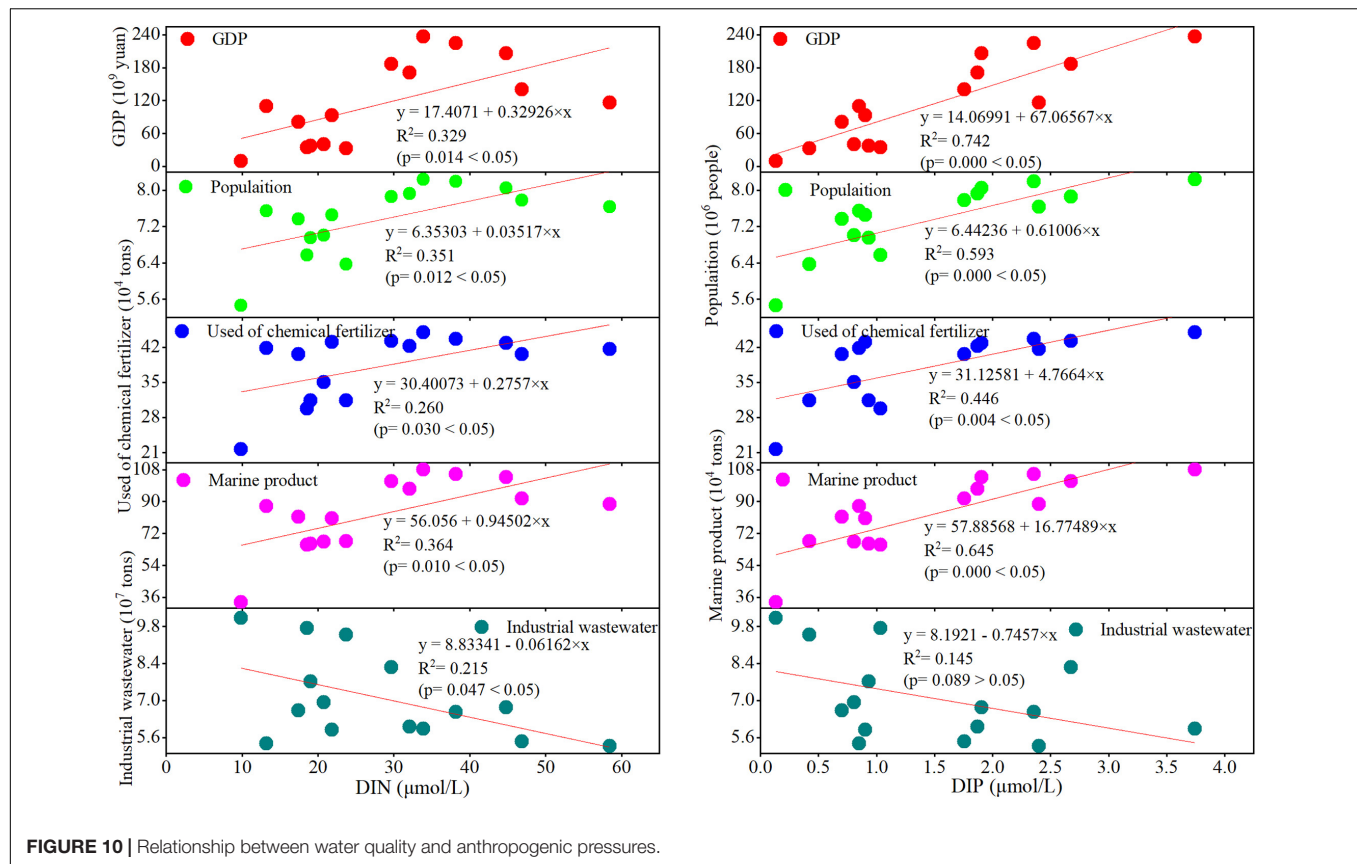 GDP (10⁹ yuan)
240
180
120
60
0
GDP
y = 17.4071 + 0.32926×x
R²= 0.329
(p= 0.014 < 0.05)
8.0
7.2
6.4
5.6
Populaition
y = 6.35303 + 0.03517×x
R²= 0.351
(p= 0.012 < 0.05)
Used of chemical fertilizer (10⁴ tons)
42
35
28
21
Used of chemical fertilizer
y = 30.40073 + 0.2757×x
R²= 0.260
(p= 0.030 < 0.05)
108
90
72
54
36
Marine product
y = 56.056 + 0.94502×x
R²= 0.364
(p= 0.010 < 0.05)
Industrial wastewater (10⁷ tons)
9.8
8.4
7.0
5.6
Industrial wastewater
y = 8.83341 - 0.06162×x
R²= 0.215
(p= 0.047 < 0.05)
0 10 20 30 40 50 60
DIN (μmol/L)
240
180
120
60
0
GDP
y = 14.06991 + 67.06567×x
R²= 0.742
(p= 0.000 < 0.05)
Populaition (10⁶ people)
8.0
7.2
6.4
5.6
Populaition
y = 6.44236 + 0.61006×x
R²= 0.593
(p= 0.000 < 0.05)
42
35
28
21
Used of chemical fertilizer
y = 31.12581 + 4.7664×x
R²= 0.446
(p= 0.004 < 0.05)
Marine product (10⁴ tons)
108
90
72
54
36
Marine product
y = 57.88568 + 16.77489×x
R²= 0.645
(p= 0.000 < 0.05)
9.8
8.4
7.0
5.6
Industrial wastewater
y = 8.1921 - 0.7457×x
R²= 0.145
(p= 0.089 > 0.05)
0.0 0.5 1.0 1.5 2.0 2.5 3.0 3.5 4.0
DIP (μmol/L)
FIGURE 10 | Relationship between water quality and anthropogenic pressures.